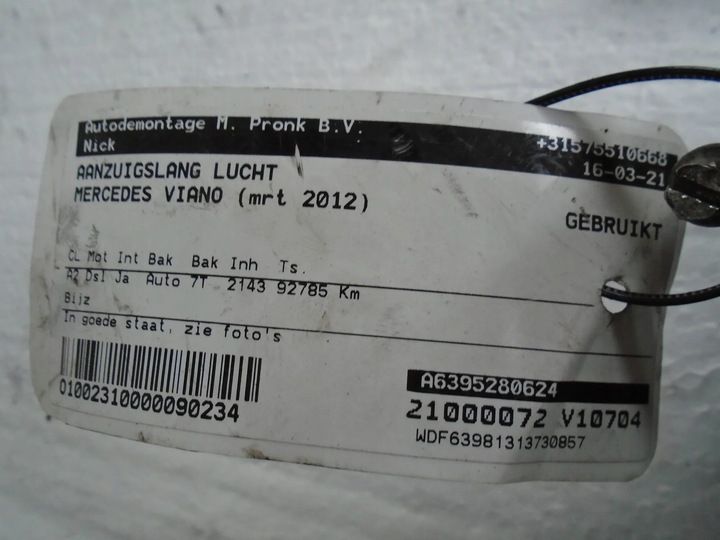 Autodemontage M. Pronk B.V.
Nick +31575510668
16-03-21
AANZUIGSLANG LUCHT
MERCEDES VIANO (mrt 2012)
GEBRUIKT
CL Mot Int Bak Bak Inh Ts.
A2 Dsl Ja Auto 7T 2143 92785 Km
Bijz
In goede staat, zie foto's
A6395280624
01002310000090234
21000072 V10704
WDF63981313730857